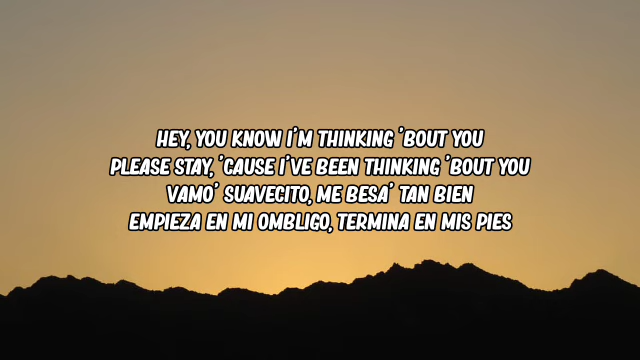 HEY, YOU KNOW I'M THINKING 'BOUT YOU
PLEASE STAY, 'CAUSE I'VE BEEN THINKING 'BOUT YOU
VAMO' SUAVECITO, ME BESA' TAN BIEN
EMPIEZA EN MI OMBLIGO, TERMINA EN MIS PIES